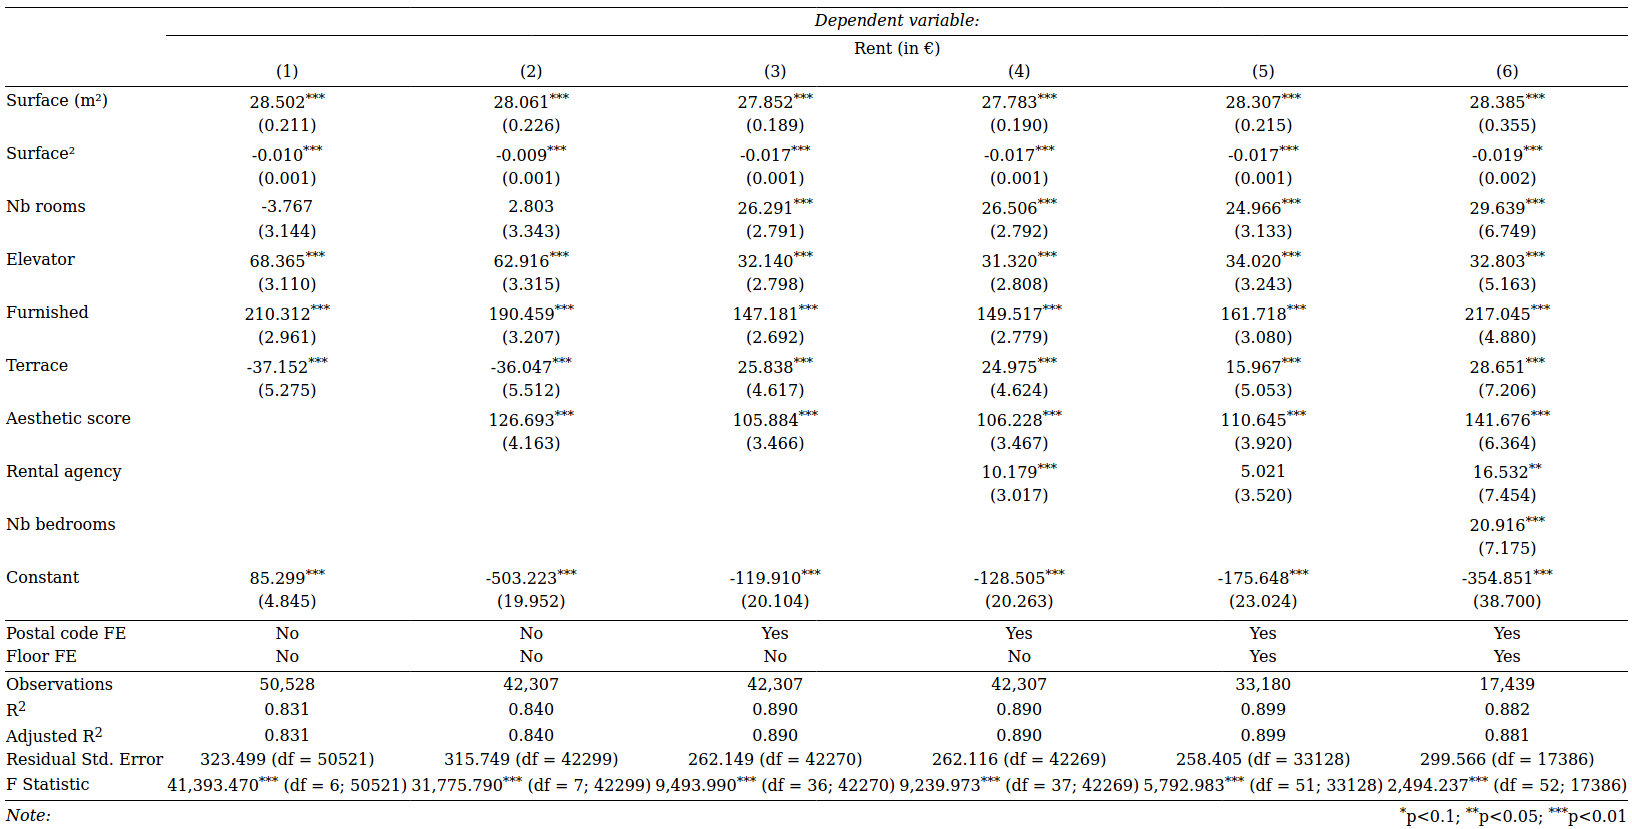 Dependent variable:
Rent (in €)
(1) (2) (3) (4) (5) (6)
Surface (m²) 28.502*** 28.061*** 27.852*** 27.783*** 28.307*** 28.385***
(0.211) (0.226) (0.189) (0.190) (0.215) (0.355)
Surface² -0.010*** -0.009*** -0.017*** -0.017*** -0.017*** -0.019***
(0.001) (0.001) (0.001) (0.001) (0.001) (0.002)
Nb rooms -3.767 2.803 26.291*** 26.506*** 24.966*** 29.639***
(3.144) (3.343) (2.791) (2.792) (3.133) (6.749)
Elevator 68.365*** 62.916*** 32.140*** 31.320*** 34.020*** 32.803***
(3.110) (3.315) (2.798) (2.808) (3.243) (5.163)
Furnished 210.312*** 190.459*** 147.181*** 149.517*** 161.718*** 217.045***
(2.961) (3.207) (2.692) (2.779) (3.080) (4.880)
Terrace -37.152*** -36.047*** 25.838*** 24.975*** 15.967*** 28.651***
(5.275) (5.512) (4.617) (4.624) (5.053) (7.206)
Aesthetic score 126.693*** 105.884*** 106.228*** 110.645*** 141.676***
(4.163) (3.466) (3.467) (3.920) (6.364)
Rental agency 10.179*** 5.021 16.532**
(3.017) (3.520) (7.454)
Nb bedrooms 20.916***
(7.175)
Constant 85.299*** -503.223*** -119.910*** -128.505*** -175.648*** -354.851***
(4.845) (19.952) (20.104) (20.263) (23.024) (38.700)
Postal code FE No No Yes Yes Yes Yes
Floor FE No No No No Yes Yes
Observations 50,528 42,307 42,307 42,307 33,180 17,439
R2 0.831 0.840 0.890 0.890 0.899 0.882
Adjusted R2 0.831 0.840 0.890 0.890 0.899 0.881
Residual Std. Error 323.499 (df = 50521) 315.749 (df = 42299) 262.149 (df = 42270) 262.116 (df = 42269) 258.405 (df = 33128) 299.566 (df = 17386)
F Statistic 41,393.470*** (df = 6; 50521) 31,775.790*** (df = 7; 42299) 9,493.990*** (df = 36; 42270) 9,239.973*** (df = 37; 42269) 5,792.983*** (df = 51; 33128) 2,494.237*** (df = 52; 17386)
Note: *p<0.1; **p<0.05; ***p<0.01